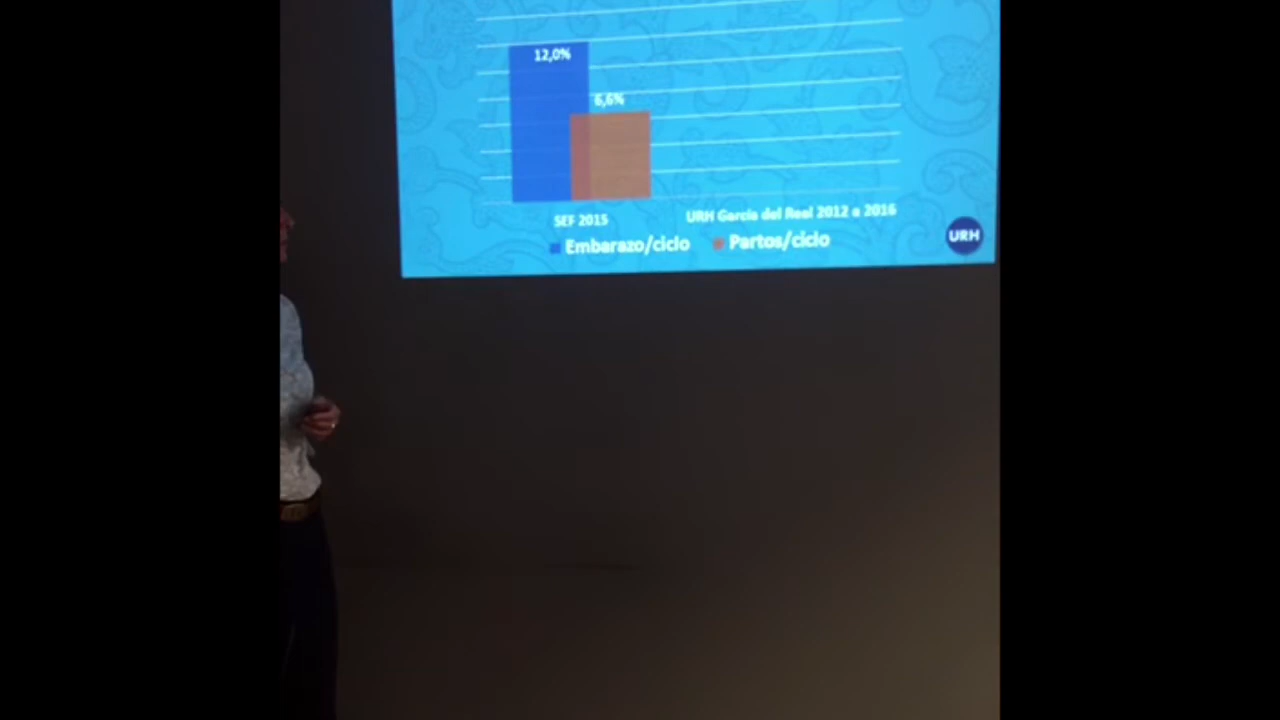 12,0%
6,6%
SEF 2015
URH García del Real 2012 a 2016
Embarazo/ciclo
Partos/ciclo
URH